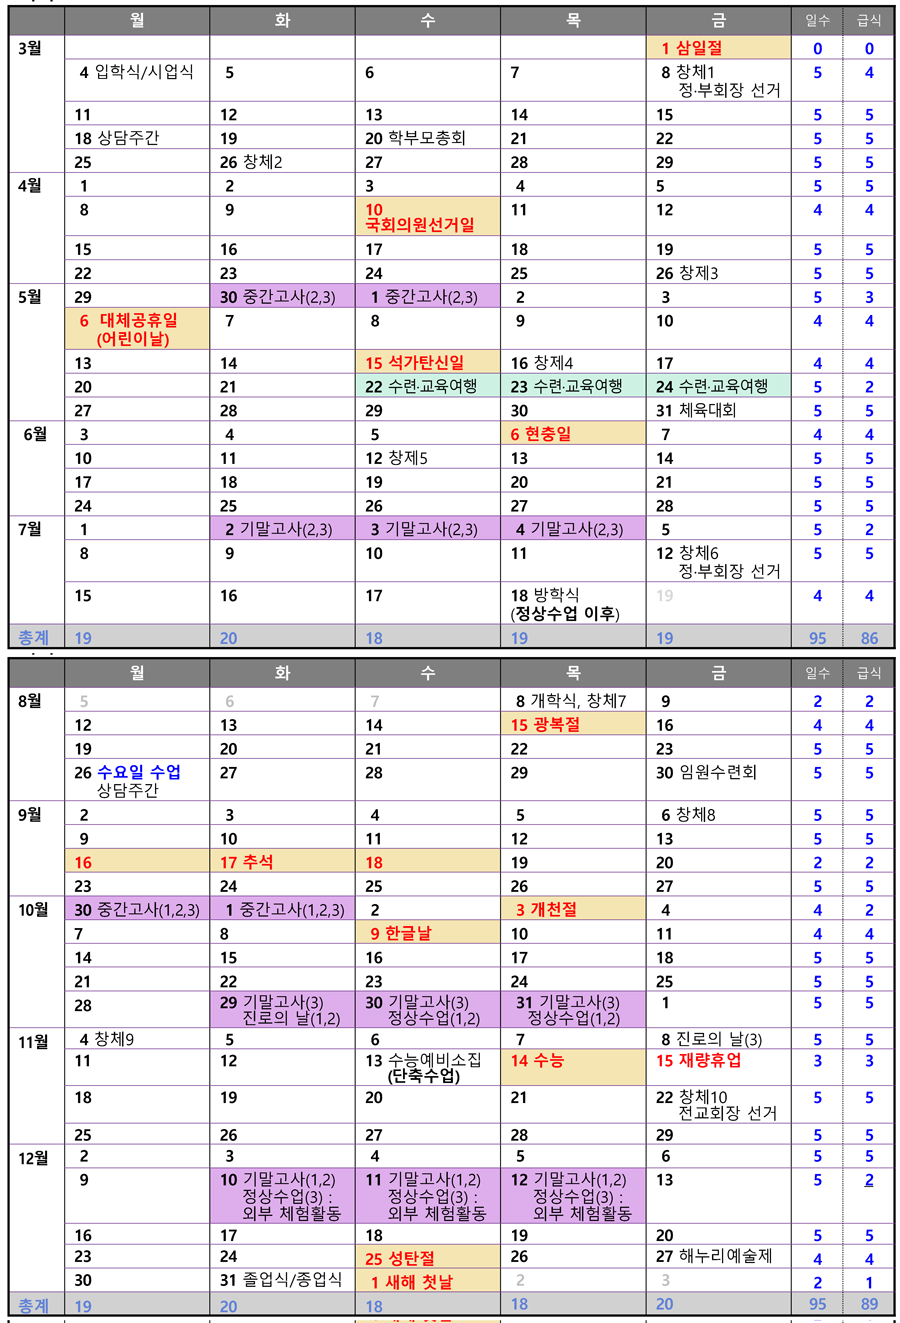 월 화 수 목 금 일수 급식
3월 1 삼일절 0 0
4 입학식/시업식 5 6 7 8 창체1 5 4
정·부회장 선거
11 12 13 14 15 5 5
18 상담주간 19 20 학부모총회 21 22 5 5
25 26 창체2 27 28 29 5 5
4월 1 2 3 4 5 5 5
8 9 10 11 12 4 4
국회의원선거일
15 16 17 18 19 5 5
22 23 24 25 26 창제3 5 5
5월 29 30 중간고사(2,3) 1 중간고사(2,3) 2 3 5 3
6 대체공휴일 7 8 9 10 4 4
(어린이날)
13 14 15 석가탄신일 16 창제4 17 4 4
20 21 22 수련·교육여행 23 수련·교육여행 24 수련·교육여행 5 2
27 28 29 30 31 체육대회 5 5
6월 3 4 5 6 현충일 7 4 4
10 11 12 창제5 13 14 5 5
17 18 19 20 21 5 5
24 25 26 27 28 5 5
7월 1 2 기말고사(2,3) 3 기말고사(2,3) 4 기말고사(2,3) 5 5 2
8 9 10 11 12 창체6 5 5
정·부회장 선거
15 16 17 18 방학식 19 4 4
(정상수업 이후)
총계 19 20 18 19 19 95 86
월 화 수 목 금 일수 급식
8월 5 6 7 8 개학식, 창체7 9 2 2
12 13 14 15 광복절 16 4 4
19 20 21 22 23 5 5
26 수요일 수업 27 28 29 30 임원수련회 5 5
상담주간
9월 2 3 4 5 6 창체8 5 5
9 10 11 12 13 5 5
16 17 추석 18 19 20 2 2
23 24 25 26 27 5 5
10월 30 중간고사(1,2,3) 1 중간고사(1,2,3) 2 3 개천절 4 4 2
7 8 9 한글날 10 11 4 4
14 15 16 17 18 5 5
21 22 23 24 25 5 5
28 29 기말고사(3) 30 기말고사(3) 31 기말고사(3) 1 5 5
진로의 날(1,2) 정상수업(1,2) 정상수업(1,2)
11월 4 창체9 5 6 7 8 진로의 날(3) 5 5
11 12 13 수능예비소집 14 수능 15 재량휴업 3 3
(단축수업)
18 19 20 21 22 창체10 5 5
전교회장 선거
25 26 27 28 29 5 5
12월 2 3 4 5 6 5 5
9 10 기말고사(1,2) 11 기말고사(1,2) 12 기말고사(1,2) 13 5 2
정상수업(3) : 정상수업(3) : 정상수업(3) :
외부 체험활동 외부 체험활동 외부 체험활동
16 17 18 19 20 5 5
23 24 25 성탄절 26 27 해누리예술제 4 4
30 31 졸업식/종업식 1 새해 첫날 2 3 2 1
총계 19 20 18 18 20 95 89